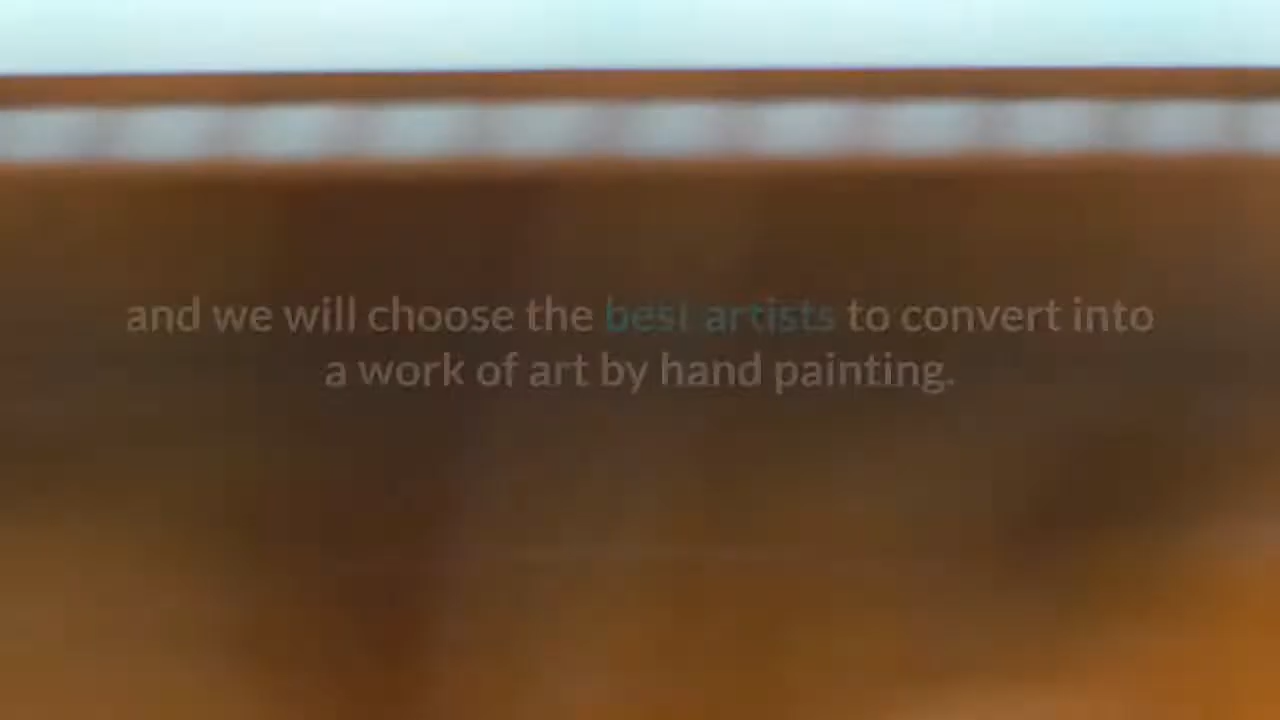 and we will choose the best artists to convert into
a work of art by hand painting.